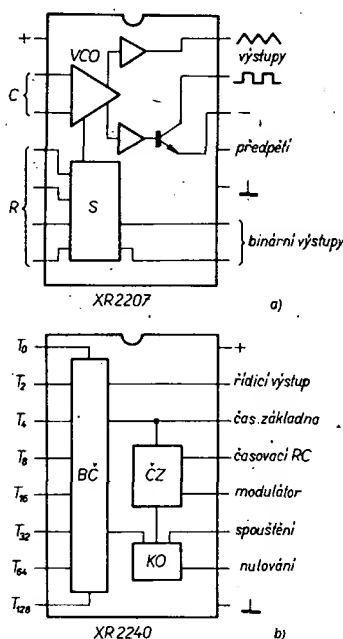 +
VCO
C
výstupy
−
předpětí
R
S
binární výstupy
XR2207
a)
T0
+
T2
řídicí výstup
T4
čas. základna
T8
BČ
ČZ
časovací RC
T16
modulátor
T32
spouštění
KO
T64
nulování
T128
XR2240
b)